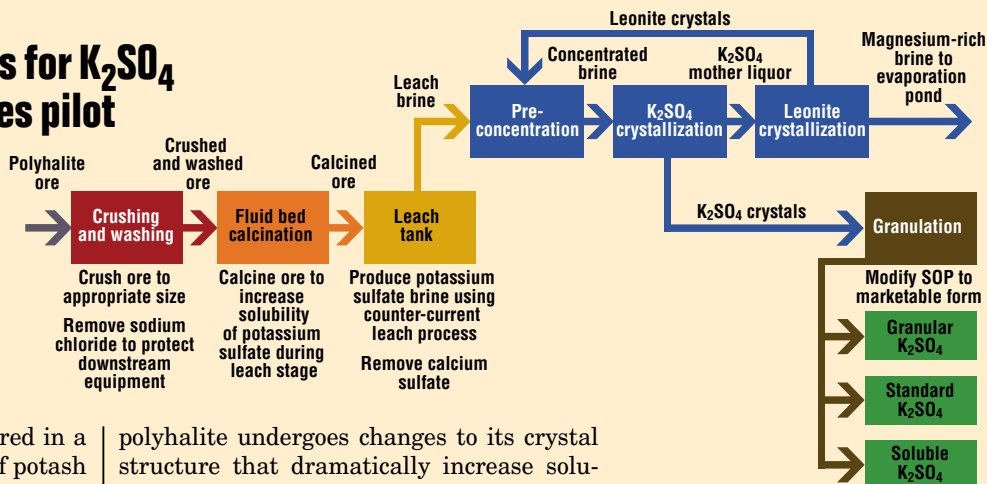 s for K2SO4
es pilot
Polyhalite
ore
Crushing
and washing
Crush ore to
appropriate size
Remove sodium
chloride to protect
downstream
equipment
Crushed
and washed
ore
Fluid bed
calcination
Calcine ore to
increase
solubility
of potassium
sulfate during
leach stage
Calcined
ore
Leach
tank
Produce potassium
sulfate brine using
counter-current
leach process
Remove calcium
sulfate
Leach
brine
Pre-
concentration
Leonite crystals
Concentrated
brine
K2SO4
crystallization
K2SO4
mother liquor
Leonite
crystallization
Magnesium-rich
brine to
evaporation
pond
K2SO4 crystals
Granulation
Modify SOP to
marketable form
Granular
K2SO4
Standard
K2SO4
Soluble
K2SO4
red in a
f potash
polyhalite undergoes changes to its crystal
structure that dramatically increase solu-